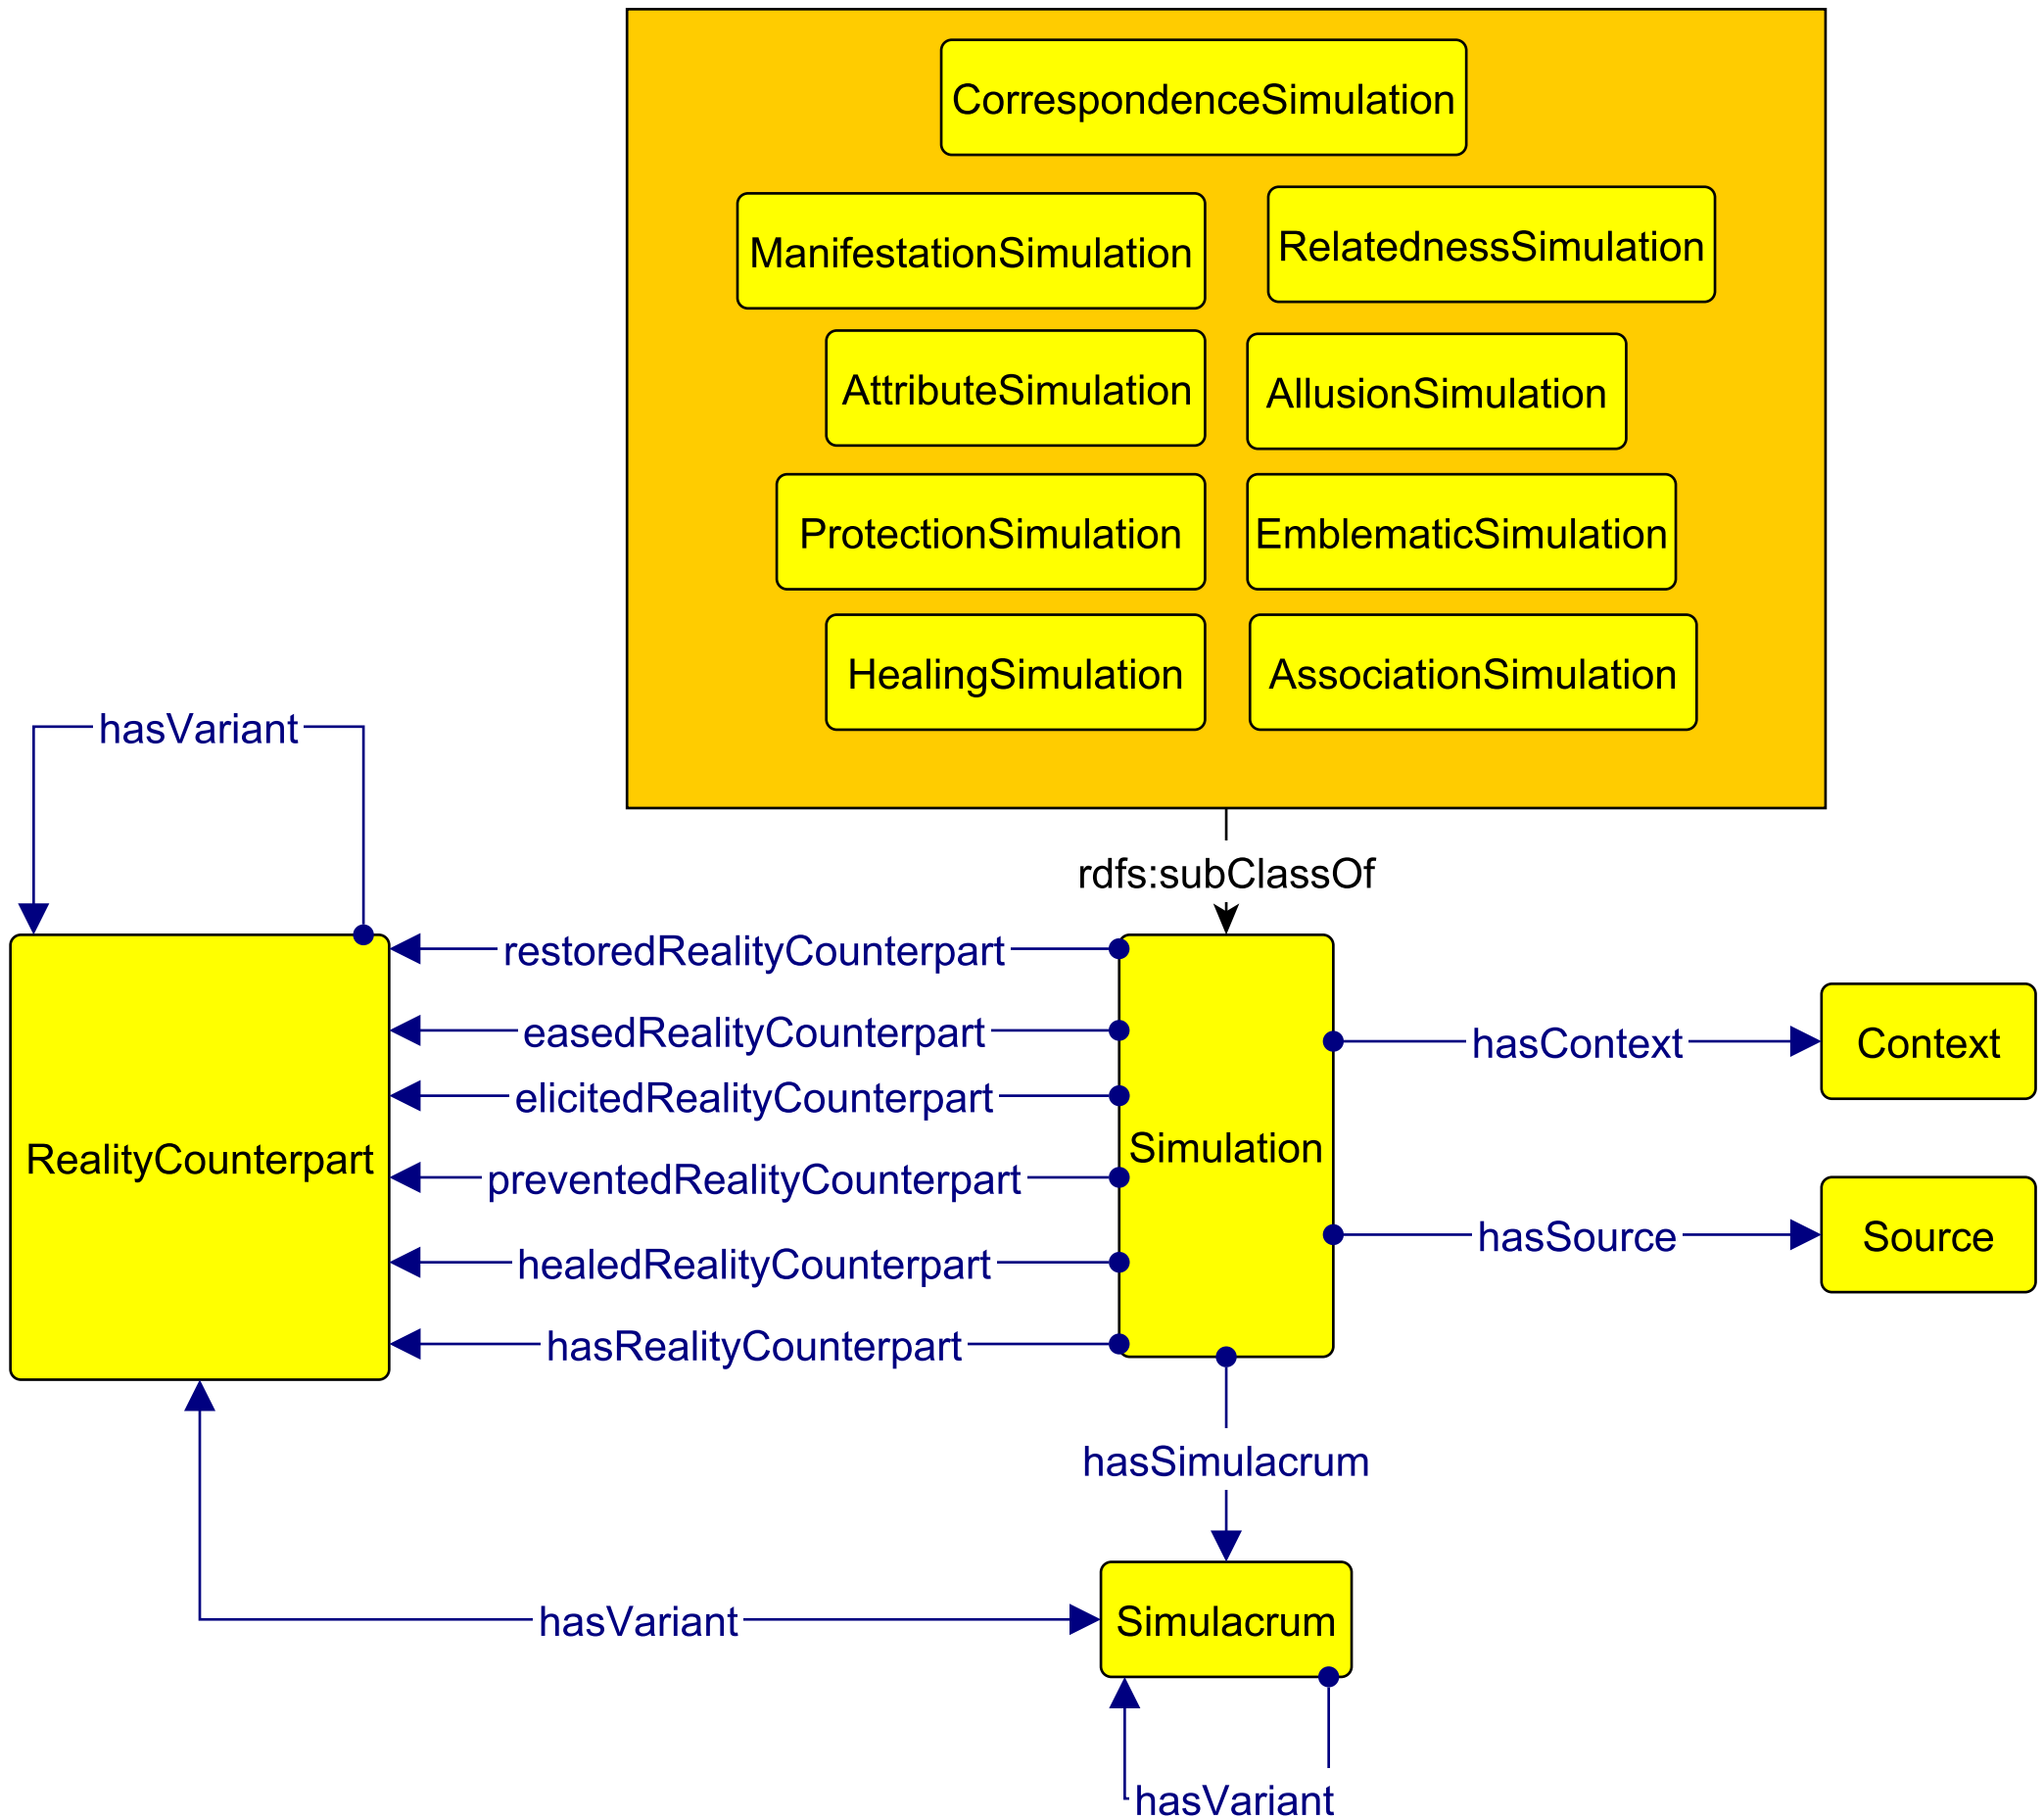 CorrespondenceSimulation
ManifestationSimulation
RelatednessSimulation
AttributeSimulation
AllusionSimulation
ProtectionSimulation
EmblematicSimulation
HealingSimulation
AssociationSimulation
hasVariant
rdfs:subClassOf
restoredRealityCounterpart
easedRealityCounterpart
elicitedRealityCounterpart
preventedRealityCounterpart
healedRealityCounterpart
hasRealityCounterpart
RealityCounterpart
Simulation
hasContext
Context
hasSource
Source
hasSimulacrum
hasVariant
Simulacrum
hasVariant